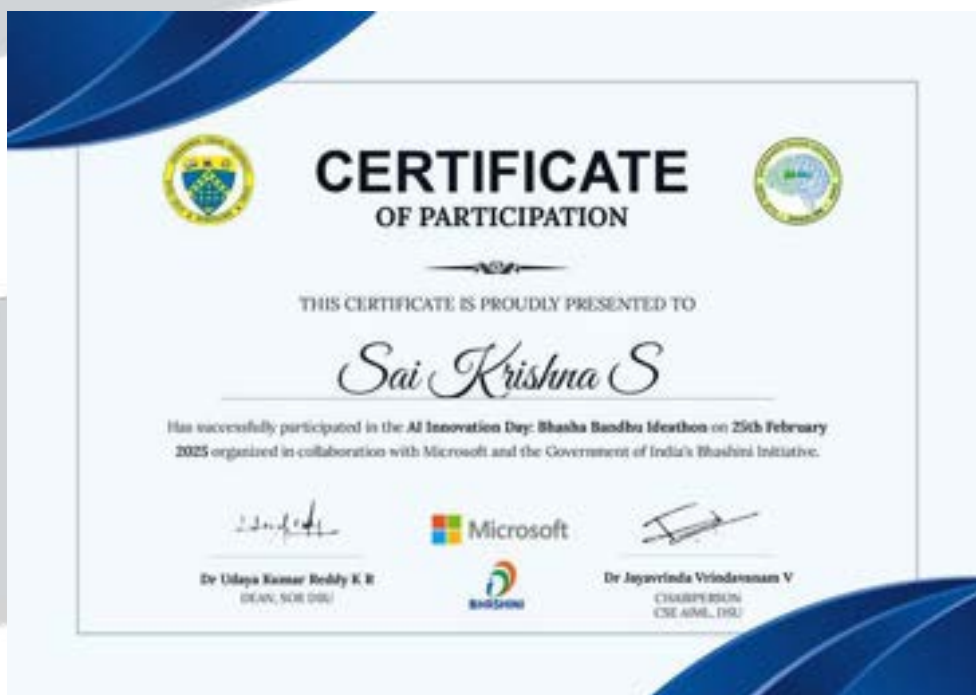 CERTIFICATE
OF PARTICIPATION
THIS CERTIFICATE IS PROUDLY PRESENTED TO
Sai Krishna S
Has successfully participated in the AI Innovation Day: Bhasha Bandhu Ideathon on 25th February
2025 organized in collaboration with Microsoft and the Government of India's Bhashini Initiative.
Microsoft
BHASHINI
Dr Udaya Kumar Reddy K R
DEAN, SOE DSU
Dr Jayavrinda Vrindavanam V
CHAIRPERSON
CSE AIML, DSU